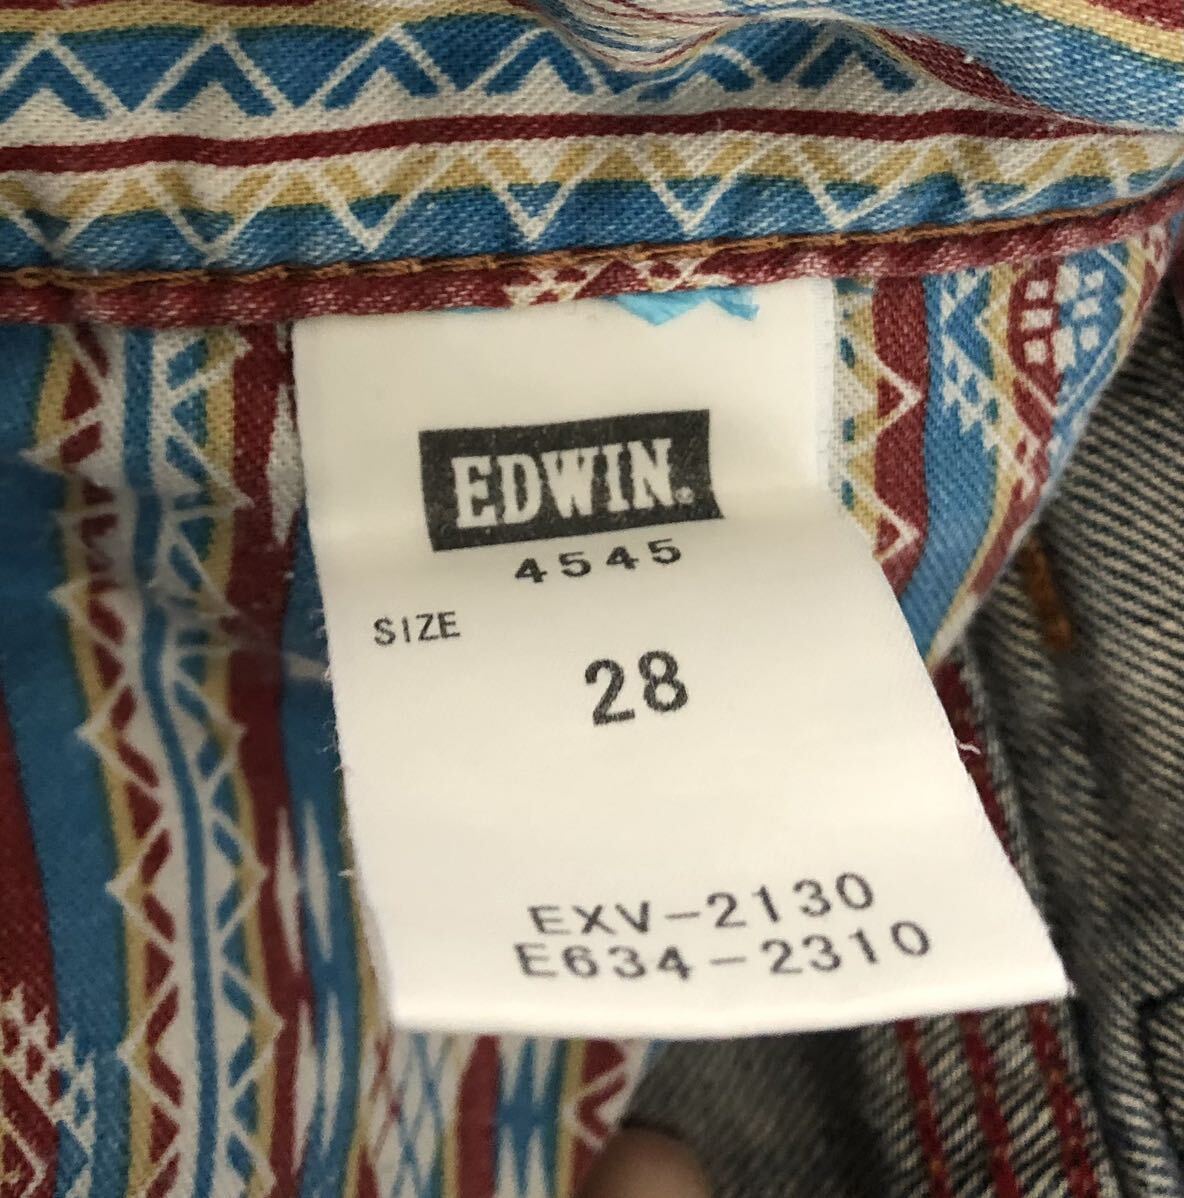 EDWIN.
4545
SIZE
28
EXV-2130
E634-2310